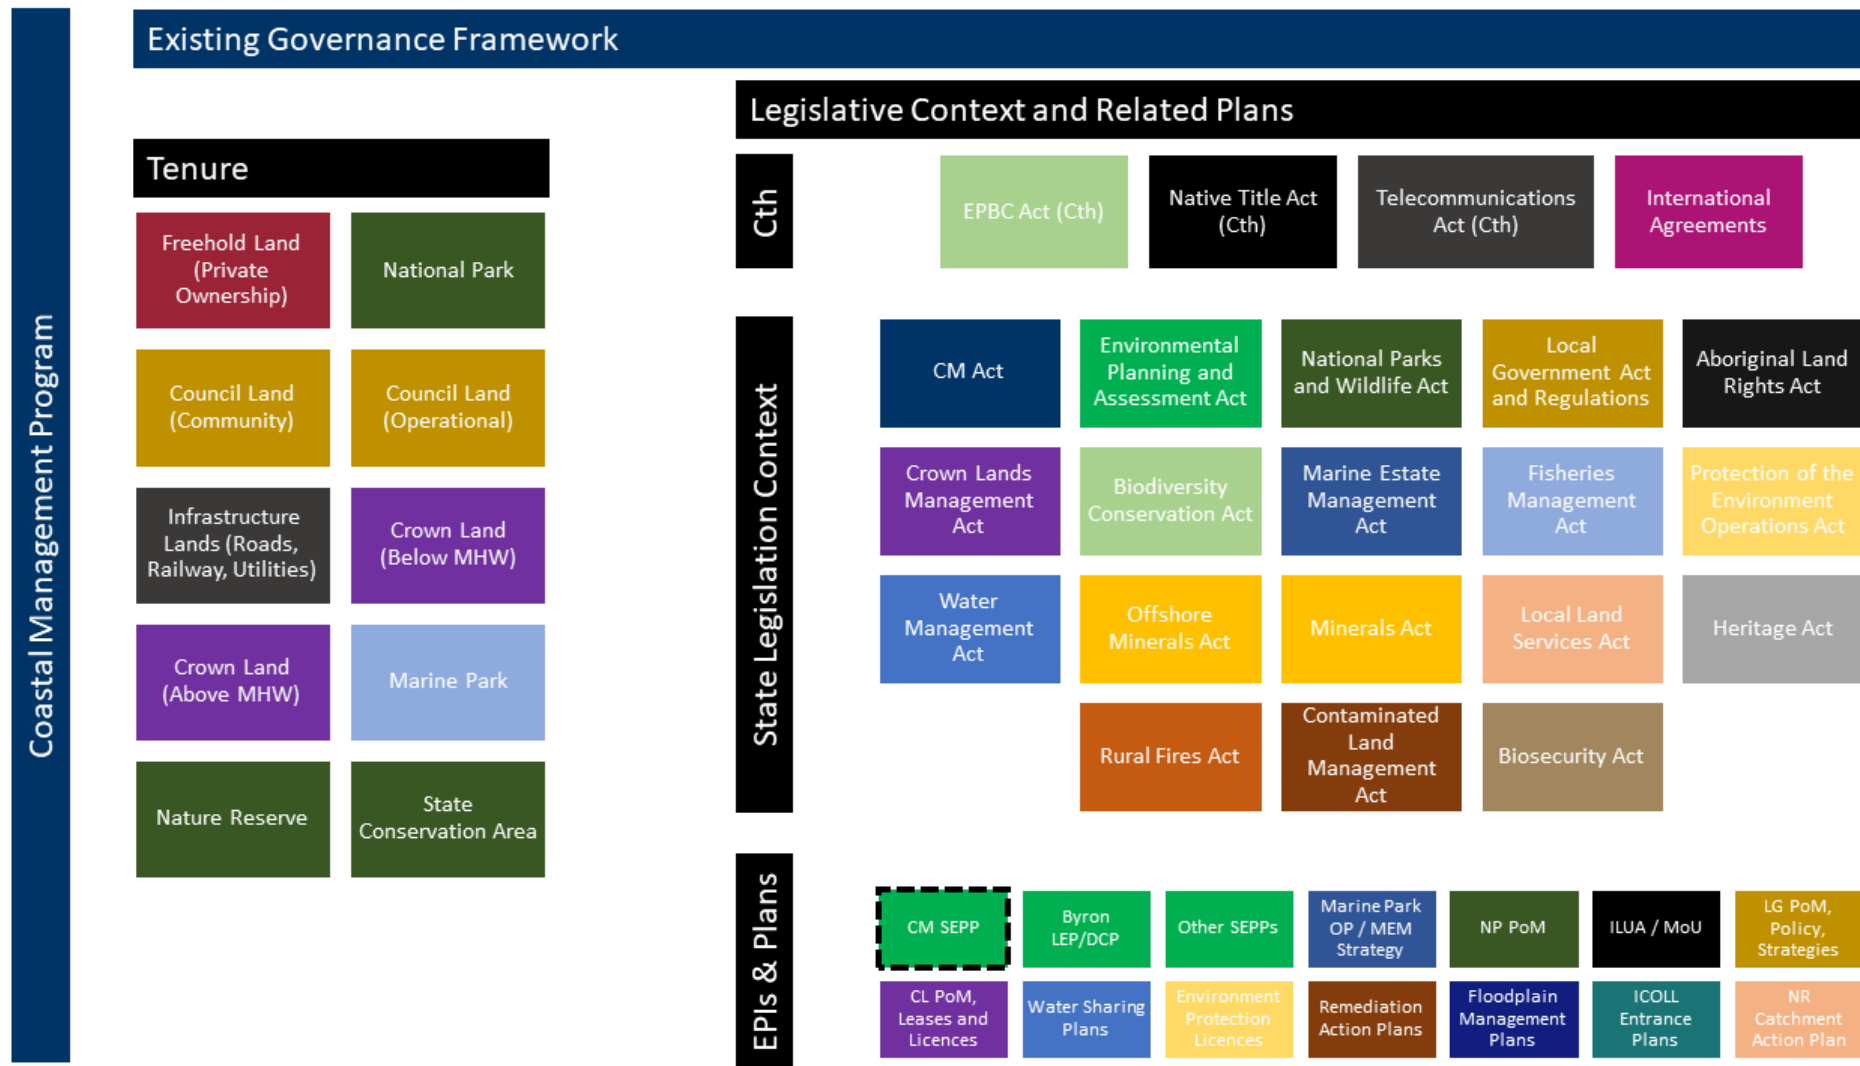 Coastal Management Program
Existing Governance Framework
Tenure
Freehold Land
(Private
Ownership)
National Park
Council Land
(Community)
Council Land
(Operational)
Infrastructure
Lands (Roads,
Railway, Utilities)
Crown Land
(Below MHW)
Crown Land
(Above MHW)
Marine Park
Nature Reserve
State
Conservation Area
Legislative Context and Related Plans
Cth
EPBC Act (Cth)
Native Title Act
(Cth)
Telecommunications
Act (Cth)
International
Agreements
State Legislation Context
CM Act
Environmental
Planning and
Assessment Act
National Parks
and Wildlife Act
Local
Government Act
and Regulations
Aboriginal Land
Rights Act
Crown Lands
Management
Act
Biodiversity
Conservation Act
Marine Estate
Management
Act
Fisheries
Management
Act
Protection of the
Environment
Operations Act
Water
Management
Act
Offshore
Minerals Act
Minerals Act
Local Land
Services Act
Heritage Act
Rural Fires Act
Contaminated
Land
Management
Act
Biosecurity Act
EPIs & Plans
CM SEPP
Byron
LEP/DCP
Other SEPPs
Marine Park
OP / MEM
Strategy
NP PoM
ILUA / MoU
LG PoM,
Policy,
Strategies
CL PoM,
Leases and
Licences
Water Sharing
Plans
Environment
Protection
Licences
Remediation
Action Plans
Floodplain
Management
Plans
ICOLL
Entrance
Plans
NR
Catchment
Action Plan